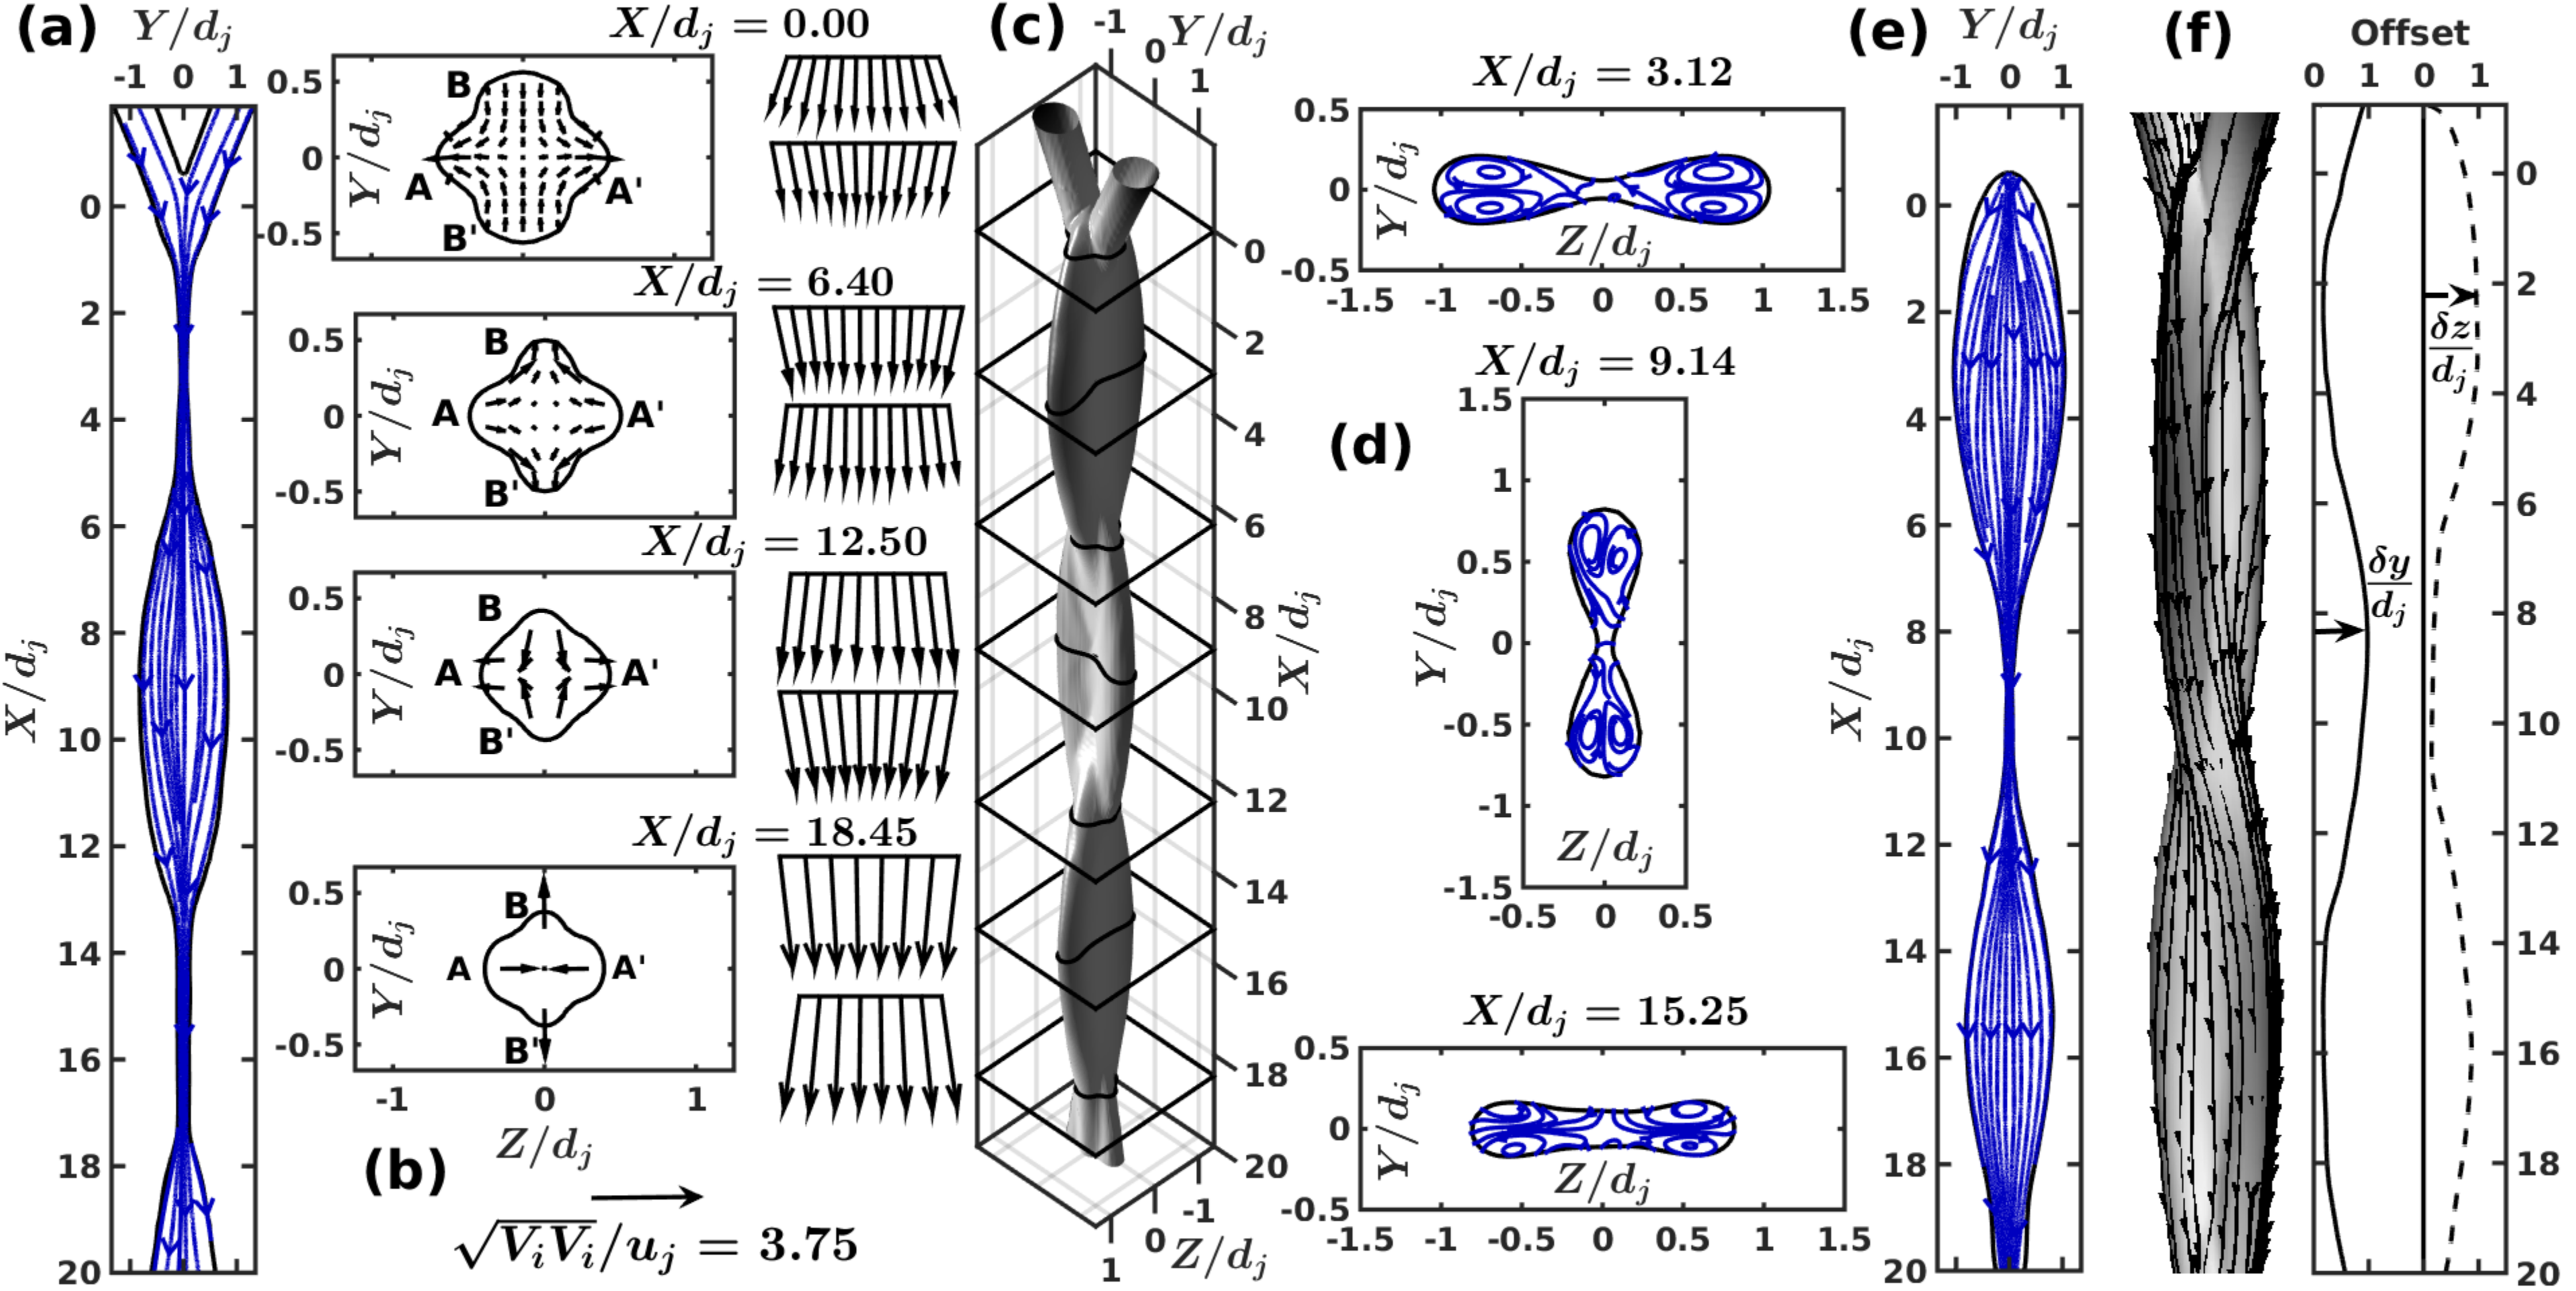 (a)
Y/d_j
-1 0 1
0
2
4
6
8
10
12
14
16
18
20
X/d_j
X/d_j = 0.00
0.5
0
-0.5
Y/d_j
B
A A'
B'
X/d_j = 6.40
0.5
0
-0.5
Y/d_j
B
A A'
B'
X/d_j = 12.50
0.5
0
-0.5
Y/d_j
B
A A'
B'
X/d_j = 18.45
0.5
0
-0.5
Y/d_j
B
A A'
B'
-1 0 1
Z/d_j
(b)
√V_iV_i/u_j = 3.75
(c)
-1 0 1
Y/d_j
0
2
4
6
8
10
12
14
16
18
20
X/d_j
-1
0
1
Z/d_j
X/d_j = 3.12
0.5
0
-0.5
Y/d_j
Z/d_j
-1.5 -1 -0.5 0 0.5 1 1.5
X/d_j = 9.14
(d)
1.5
1
0.5
0
-0.5
-1
-1.5
Y/d_j
Z/d_j
-0.5 0 0.5
X/d_j = 15.25
0.5
0
-0.5
Y/d_j
Z/d_j
-1.5 -1 -0.5 0 0.5 1 1.5
(e)
Y/d_j
-1 0 1
0
2
4
6
8
10
12
14
16
18
20
X/d_j
(f)
Offset
0 1 0 1
δz
d_j
δy
d_j
0
2
4
6
8
10
12
14
16
18
20